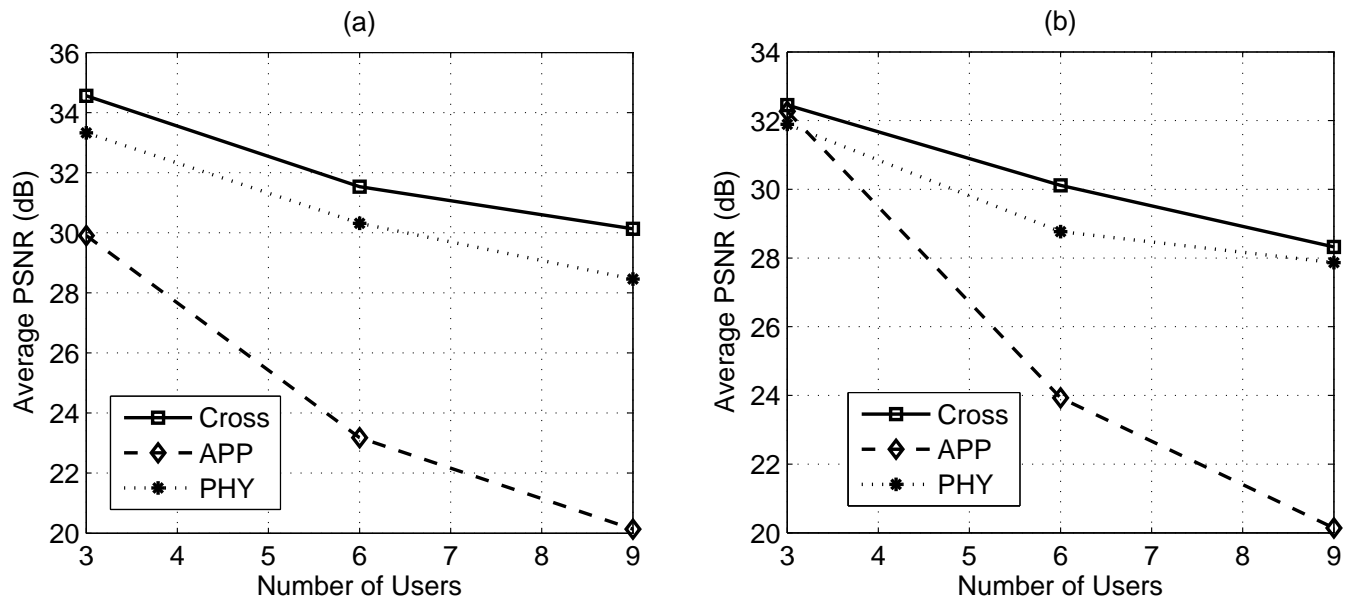 (a)
36
34
32
30
28
26
24
22
20
3 4 5 6 7 8 9
Average PSNR (dB)
Number of Users
Cross
APP
PHY
(b)
34
32
30
28
26
24
22
20
3 4 5 6 7 8 9
Average PSNR (dB)
Number of Users
Cross
APP
PHY